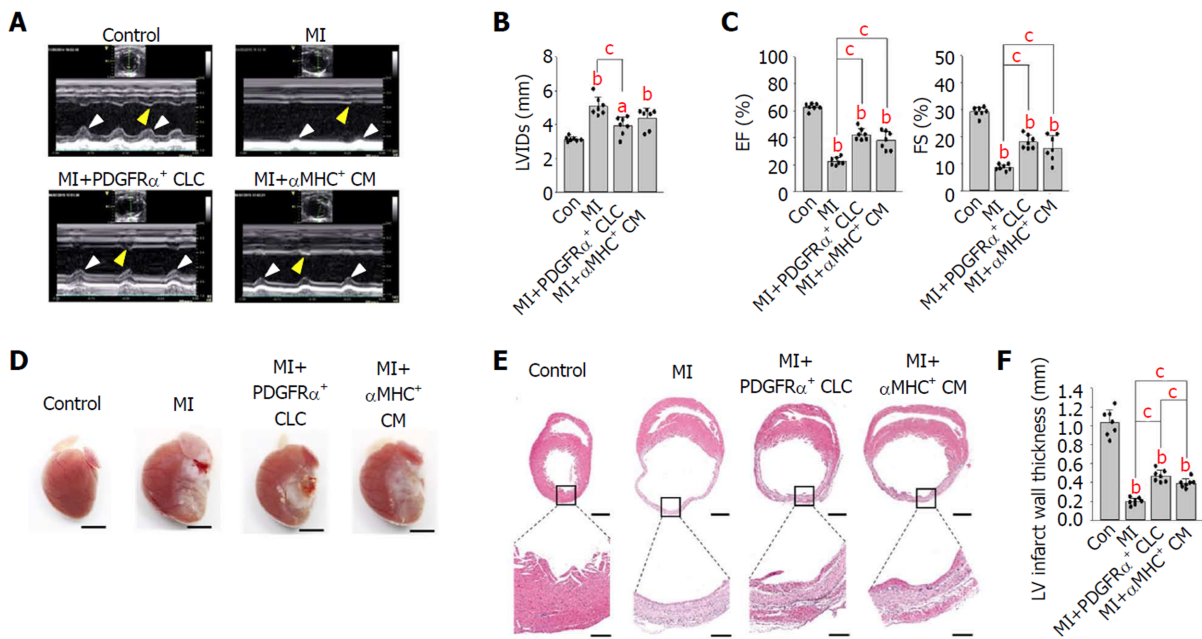 A
Control
MI
MI+PDGFRα+ CLC
MI+αMHC+ CM
B
LVIDs (mm)
8
6
4
2
0
c
b
a
b
Con
MI
MI+PDGFRα+ CLC
MI+αMHC+ CM
C
EF (%)
100
80
60
40
20
0
c
c
b
b
b
Con
MI
MI+PDGFRα+ CLC
MI+αMHC+ CM
FS (%)
50
40
30
20
10
0
c
c
b
b
b
Con
MI
MI+PDGFRα+ CLC
MI+αMHC+ CM
D
Control
MI
MI+
PDGFRα+
CLC
MI+
αMHC+
CM
E
Control
MI
MI+
PDGFRα+ CLC
MI+
αMHC+ CM
F
LV infarct wall thickness (mm)
1.4
1.2
1.0
0.8
0.6
0.4
0.2
0.0
c
c
c
b
b
b
Con
MI
MI+PDGFRα+ CLC
MI+αMHC+ CM